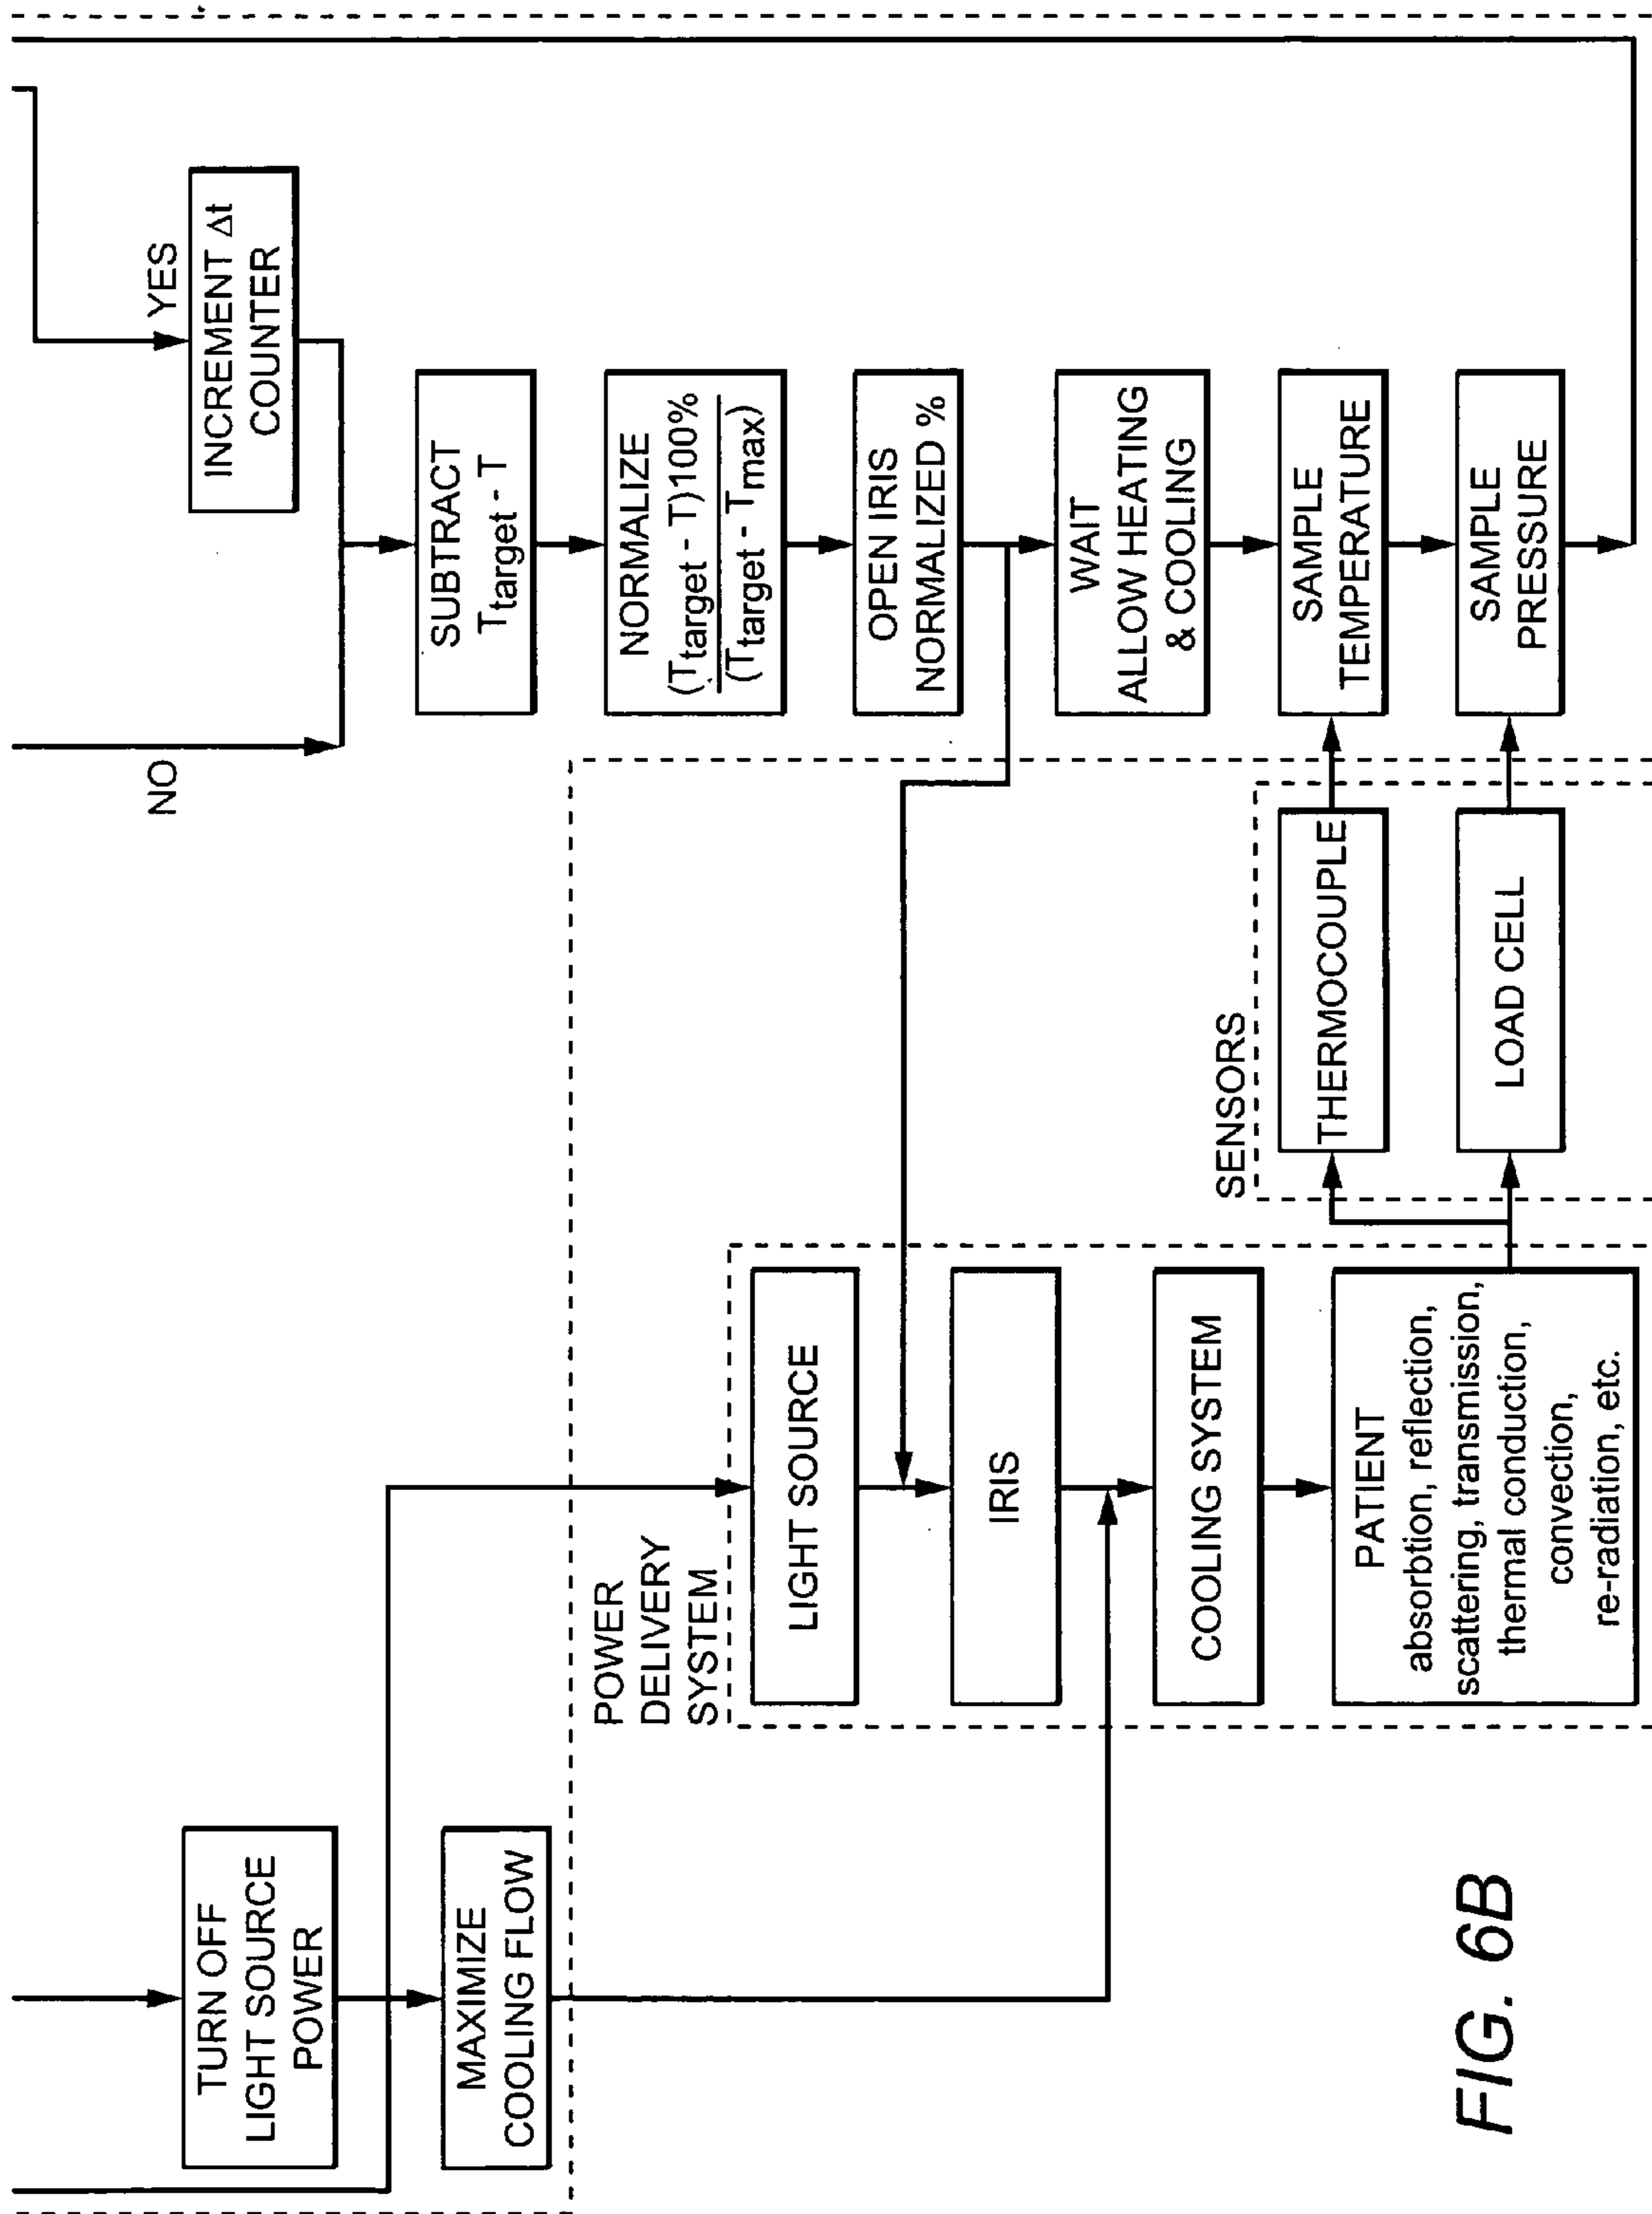 TURN OFF
LIGHT SOURCE
POWER
MAXIMIZE
COOLING FLOW
POWER
DELIVERY
SYSTEM
LIGHT SOURCE
IRIS
COOLING SYSTEM
PATIENT
absorbtion, reflection,
scattering, transmission,
thermal conduction,
convection,
re-radiation, etc.
SENSORS
THERMOCOUPLE
LOAD CELL
NO
YES
INCREMENT Δt
COUNTER
SUBTRACT
Ttarget - T
NORMALIZE
(Ttarget - T)100%
(Ttarget - Tmax)
OPEN IRIS
NORMALIZED %
WAIT
ALLOW HEATING
& COOLING
SAMPLE
TEMPERATURE
SAMPLE
PRESSURE
FIG. 6B